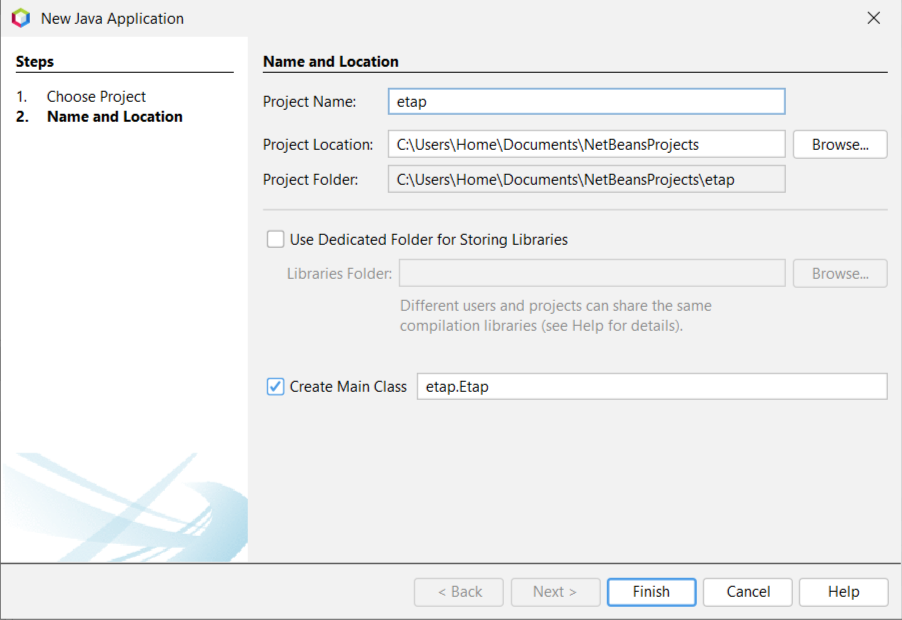 New Java Application
Steps
1. Choose Project
2. Name and Location
Name and Location
Project Name: etap
Project Location: C:\Users\Home\Documents\NetBeansProjects Browse...
Project Folder: C:\Users\Home\Documents\NetBeansProjects\etap
Use Dedicated Folder for Storing Libraries
Libraries Folder: Browse...
Different users and projects can share the same
compilation libraries (see Help for details).
Create Main Class etap.Etap
< Back Next > Finish Cancel Help